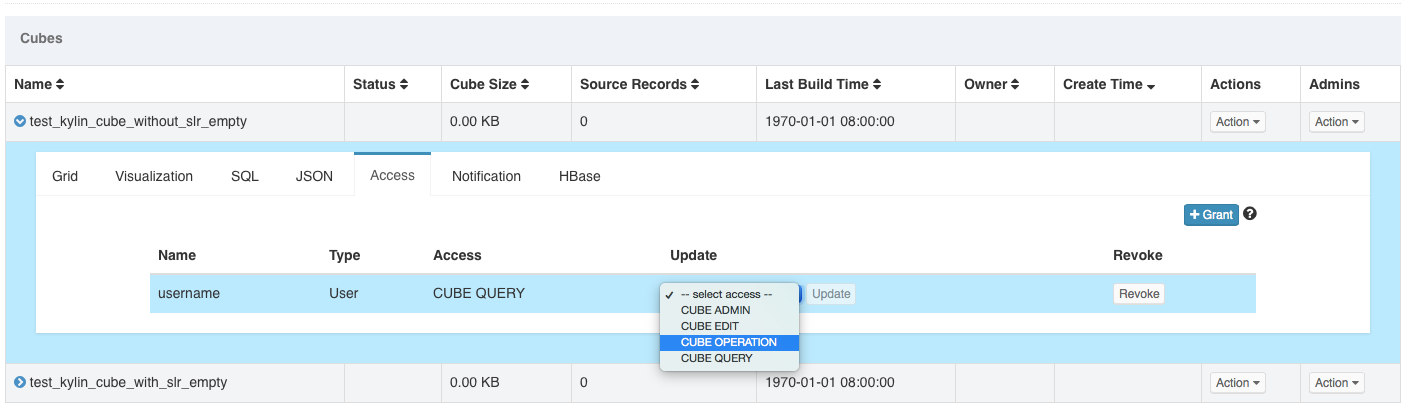 Cubes
Name Status Cube Size Source Records Last Build Time Owner Create Time Actions Admins
test_kylin_cube_without_slr_empty 0.00 KB 0 1970-01-01 08:00:00 Action Action
Grid Visualization SQL JSON Access Notification HBase
+ Grant ?
Name Type Access Update Revoke
username User CUBE QUERY ✓ -- select access -- Update Revoke
CUBE ADMIN
CUBE EDIT
CUBE OPERATION
CUBE QUERY
test_kylin_cube_with_slr_empty 0.00 KB 0 1970-01-01 08:00:00 Action Action